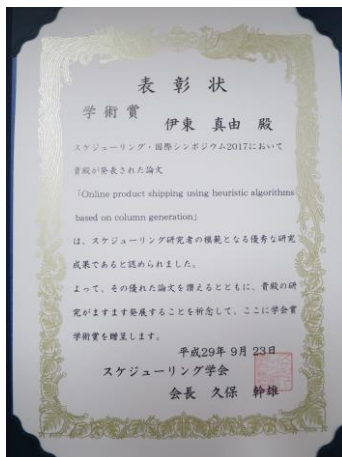 表彰状
学術賞
伊東 真由 殿
スケジューリング・国際シンポジウム2017において
貴殿が発表された論文
「Online product shipping using heuristic algorithms
based on column generation」
は、スケジューリング研究者の模範となる優秀な研究
成果であると認められました。
よって、その優れた論文を讃えるとともに、貴殿の研
究がますます発展することを祈念して、ここに学会賞
学術賞を贈呈します。
平成29年 9月 23日
スケジューリング学会
会長 久保 幹雄